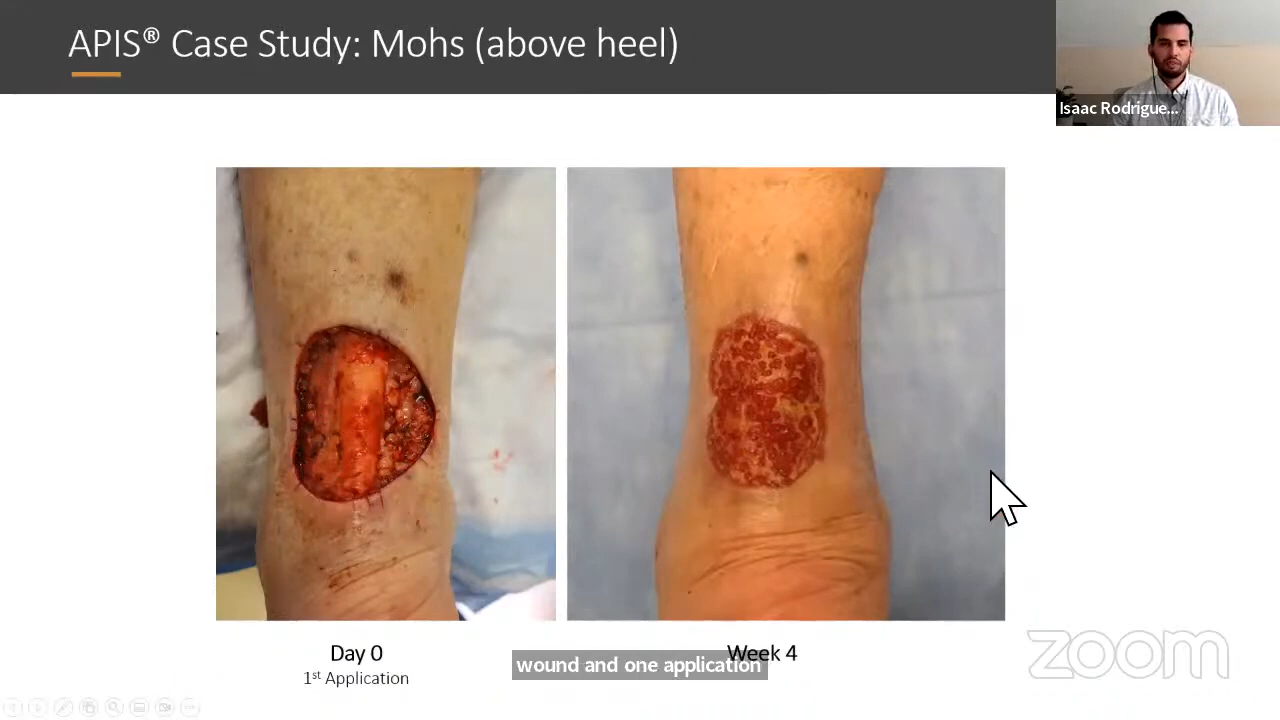 APIS® Case Study: Mohs (above heel)
Isaac Rodrigue...
Day 0
1st Application
Week 4
wound and one application
zoom